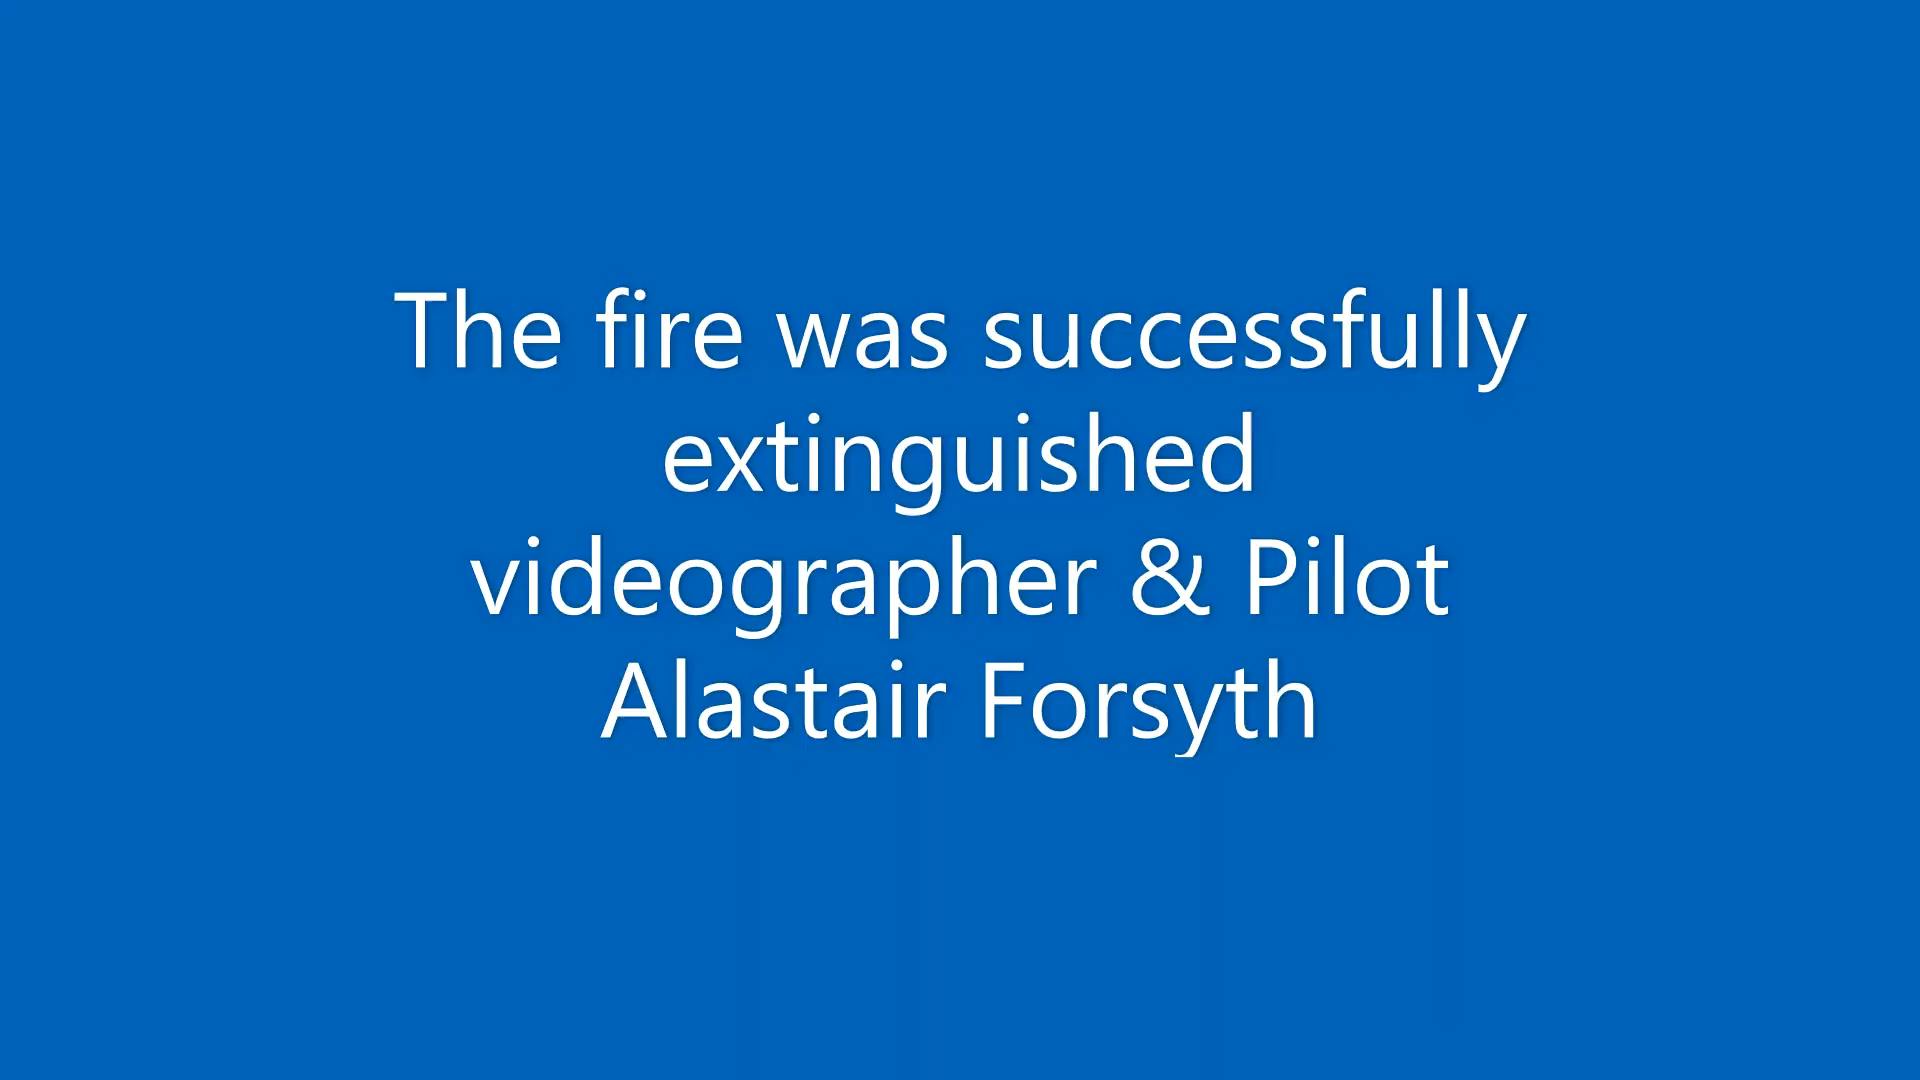 The fire was successfully
extinguished
videographer & Pilot
Alastair Forsyth